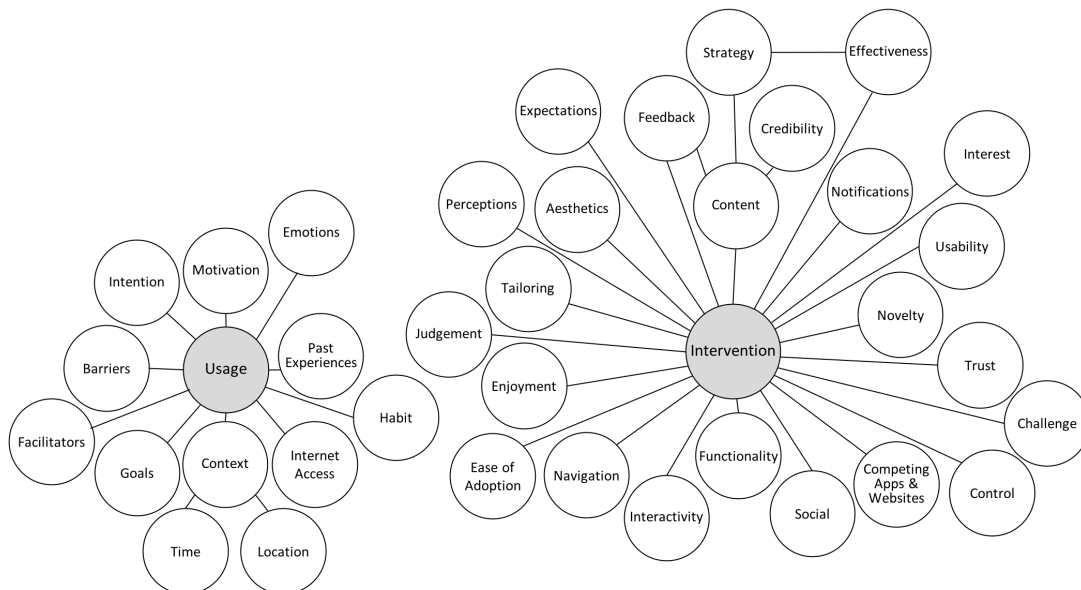 Strategy
Effectiveness
Expectations
Feedback
Credibility
Interest
Notifications
Perceptions
Aesthetics
Content
Emotions
Usability
Motivation
Intention
Tailoring
Novelty
Judgement
Past
Experiences
Intervention
Barriers
Usage
Trust
Enjoyment
Habit
Challenge
Facilitators
Goals
Context
Internet
Access
Ease of
Adoption
Navigation
Functionality
Competing
Apps &
Websites
Control
Interactivity
Social
Time
Location